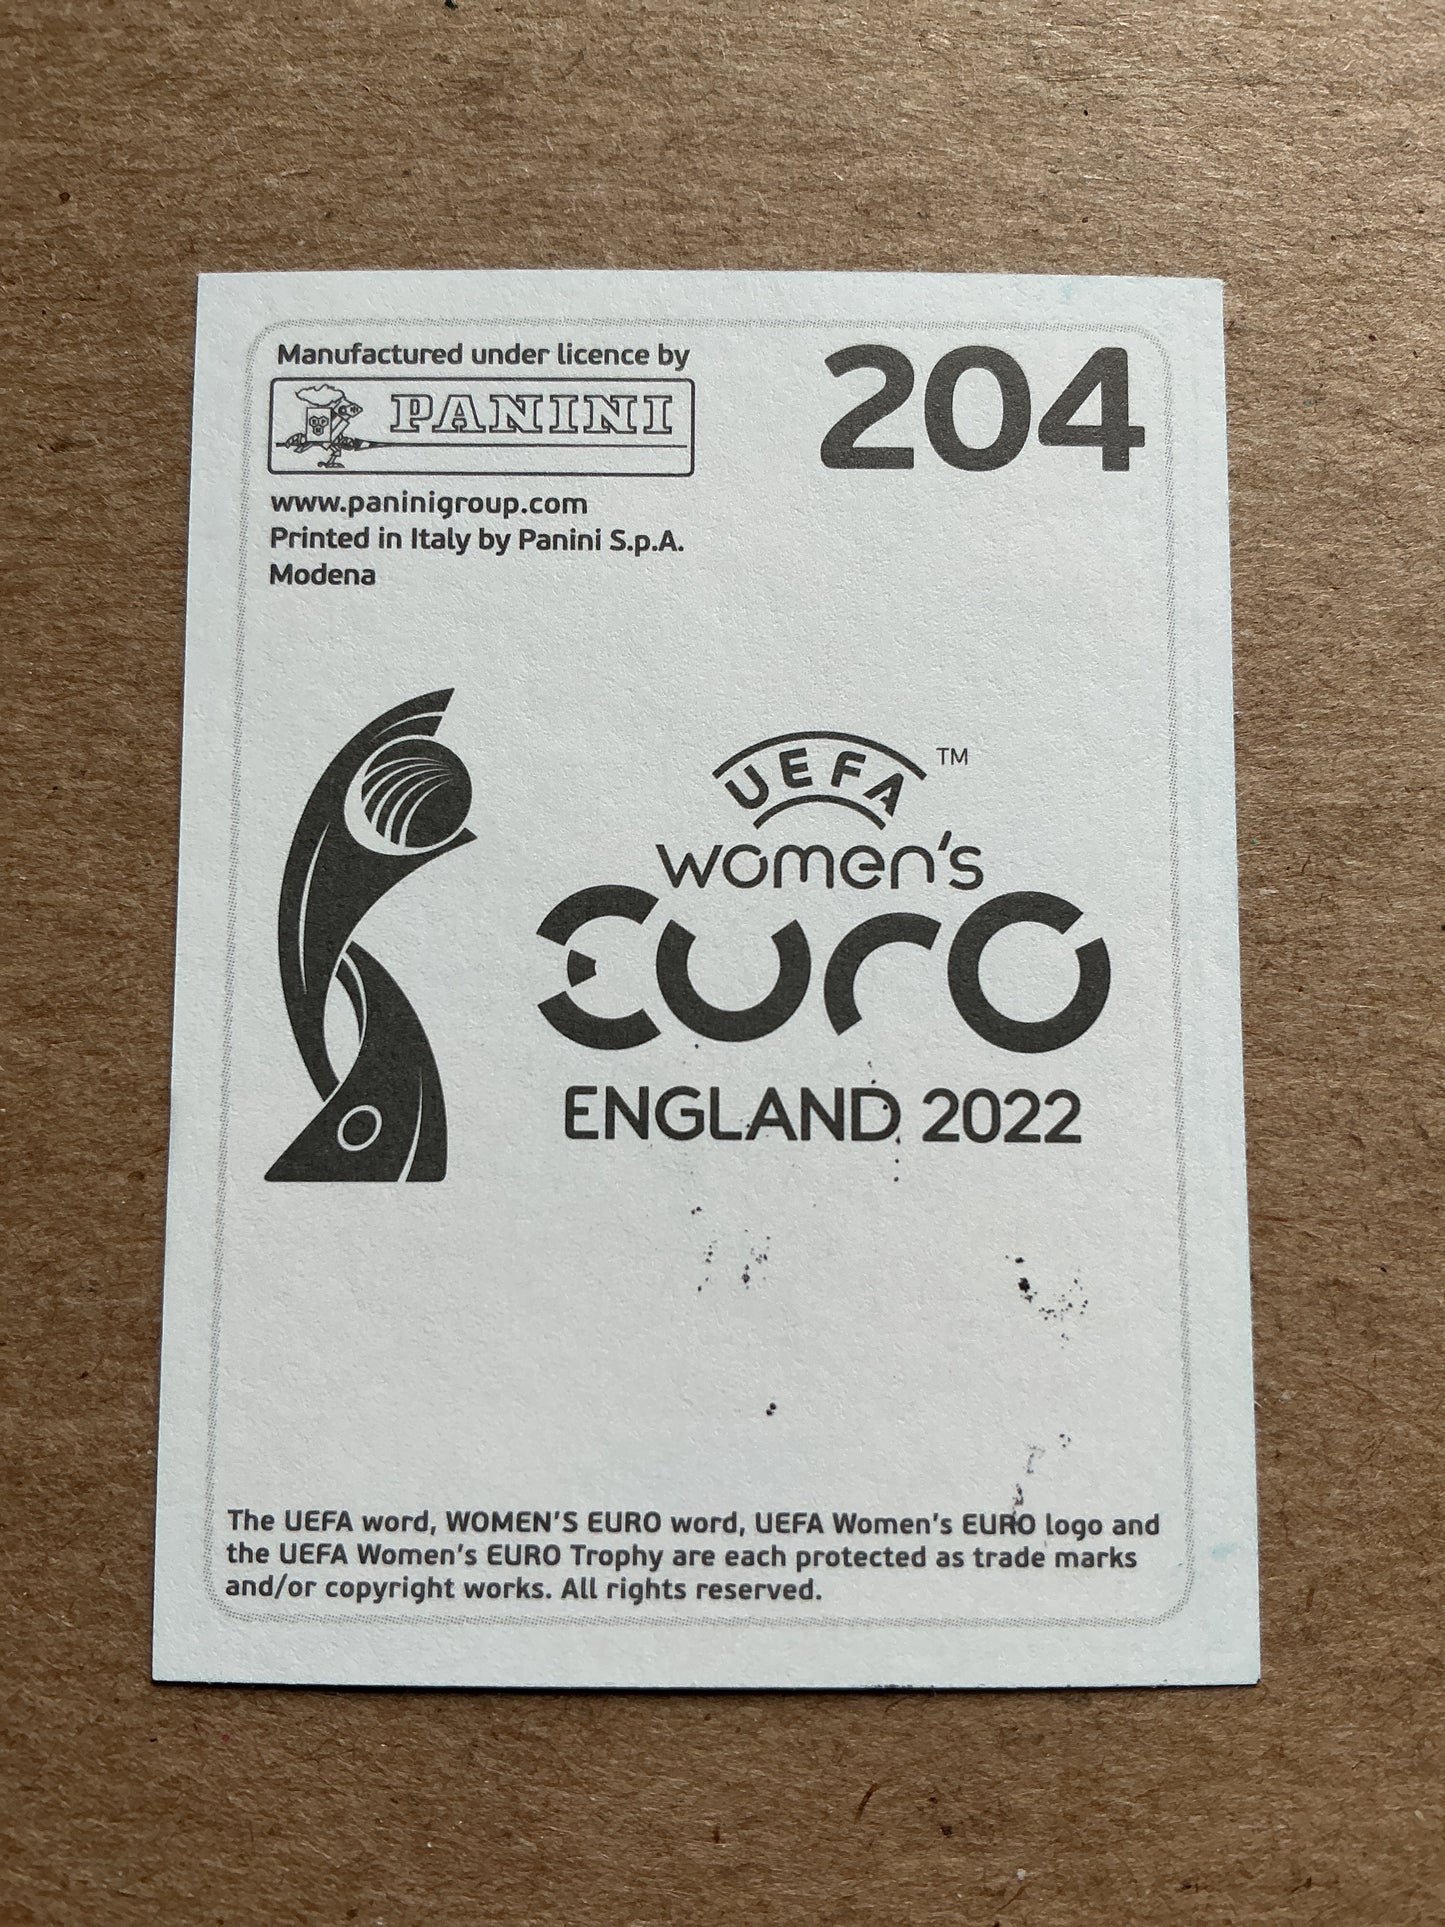 Manufactured under licence by
PANINI
204
www.paninigroup.com
Printed in Italy by Panini S.p.A.
Modena
UEFA ™
women's
EURO
ENGLAND 2022
The UEFA word, WOMEN'S EURO word, UEFA Women's EURO logo and
the UEFA Women's EURO Trophy are each protected as trade marks
and/or copyright works. All rights reserved.